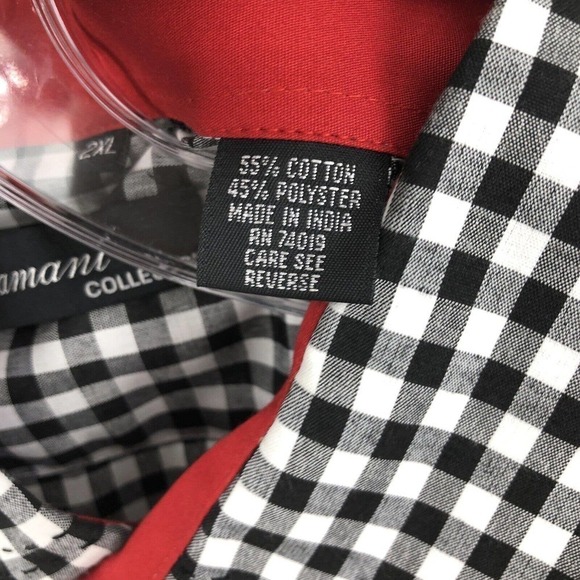 2XL
amani
COLLE
55% COTTON
45% POLYSTER
MADE IN INDIA
RN 74019
CARE SEE
REVERSE